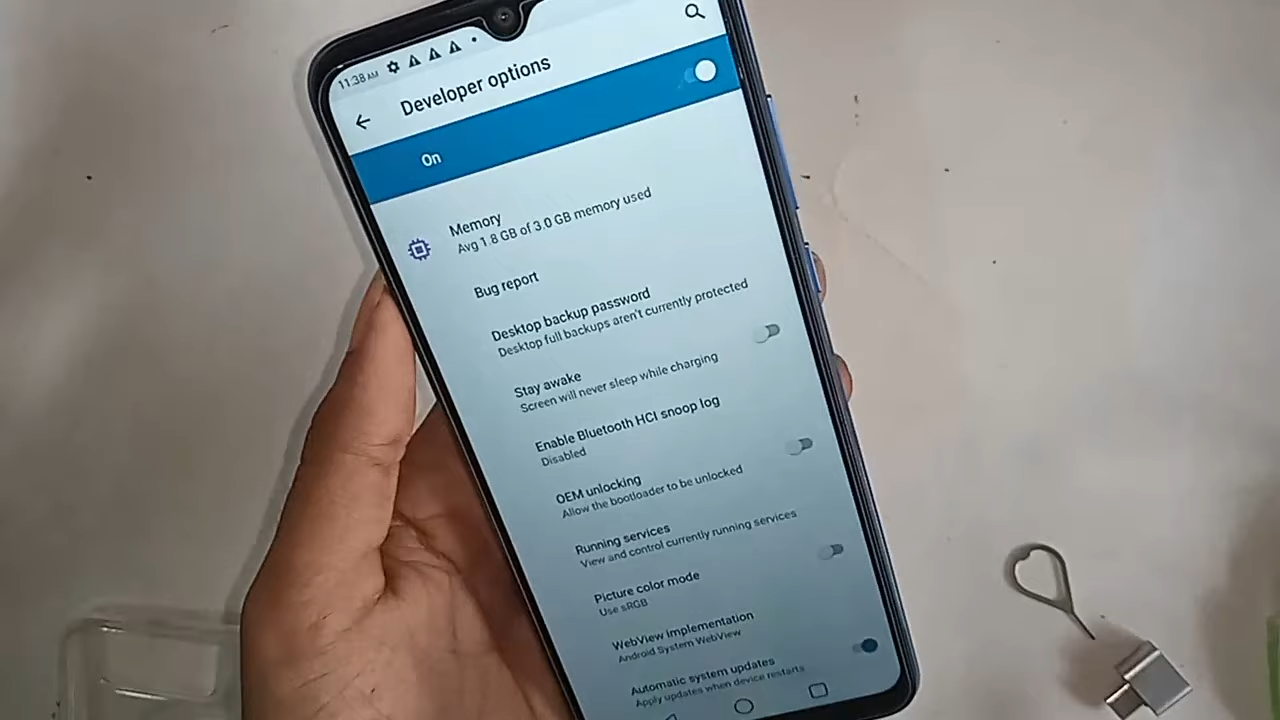 11:38 AM
Developer options
On
Memory
Avg 1.8 GB of 3.0 GB memory used
Bug report
Desktop backup password
Desktop full backups aren't currently protected
Stay awake
Screen will never sleep while charging
Enable Bluetooth HCI snoop log
Disabled
OEM unlocking
Allow the bootloader to be unlocked
Running services
View and control currently running services
Picture color mode
Use sRGB
WebView implementation
Android System WebView
Automatic system updates
Apply updates when device restarts